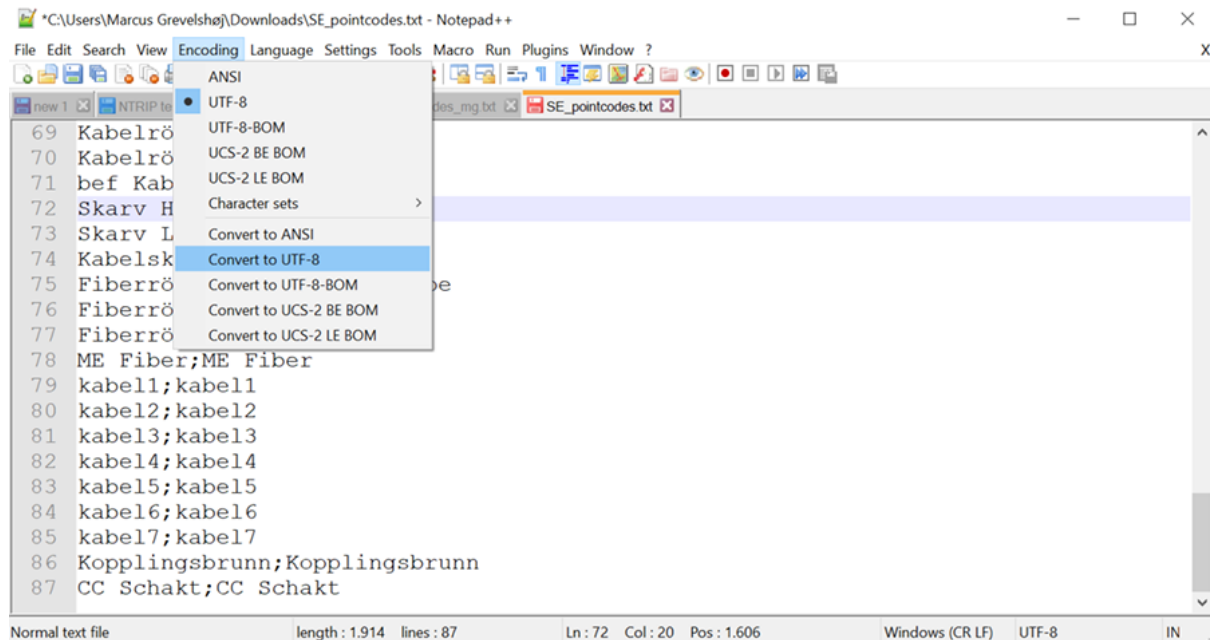 *C:\Users\Marcus Grevelshøj\Downloads\SE_pointcodes.txt - Notepad++
File Edit Search View Encoding Language Settings Tools Macro Run Plugins Window ? X
new 1 NTRIP te des_mg.txt SE_pointcodes.txt
ANSI
UTF-8
UTF-8-BOM
UCS-2 BE BOM
UCS-2 LE BOM
Character sets
Convert to ANSI
Convert to UTF-8
Convert to UTF-8-BOM
Convert to UCS-2 BE BOM
Convert to UCS-2 LE BOM
69 Kabelrö
70 Kabelrö
71 bef Kab
72 Skarv H
73 Skarv L
74 Kabelsk
75 Fiberrö be
76 Fiberrö
77 Fiberrö
78 ME Fiber;ME Fiber
79 kabel1;kabel1
80 kabel2;kabel2
81 kabel3;kabel3
82 kabel4;kabel4
83 kabel5;kabel5
84 kabel6;kabel6
85 kabel7;kabel7
86 Kopplingsbrunn;Kopplingsbrunn
87 CC Schakt;CC Schakt
Normal text file length : 1.914 lines : 87 Ln : 72 Col : 20 Pos : 1.606 Windows (CR LF) UTF-8 IN